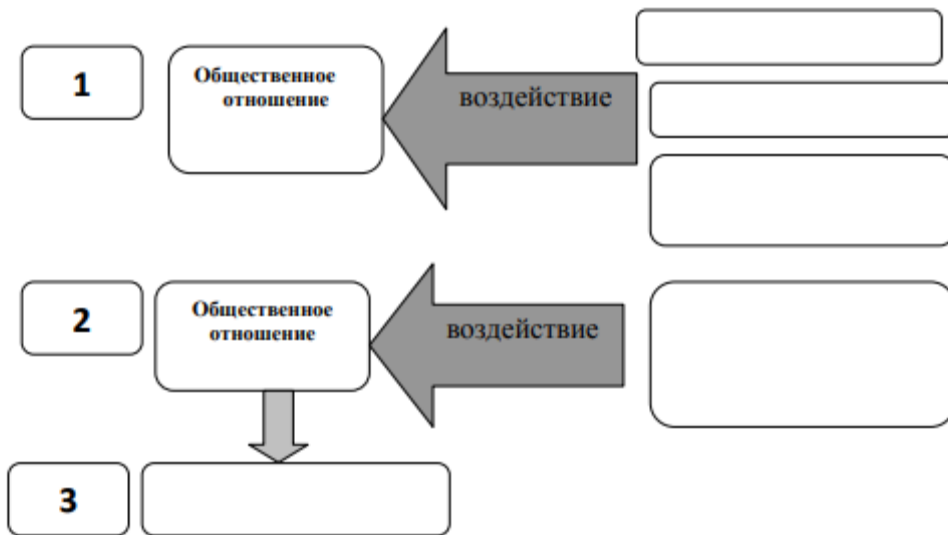 1
Общественное
отношение
воздействие
2
Общественное
отношение
воздействие
3